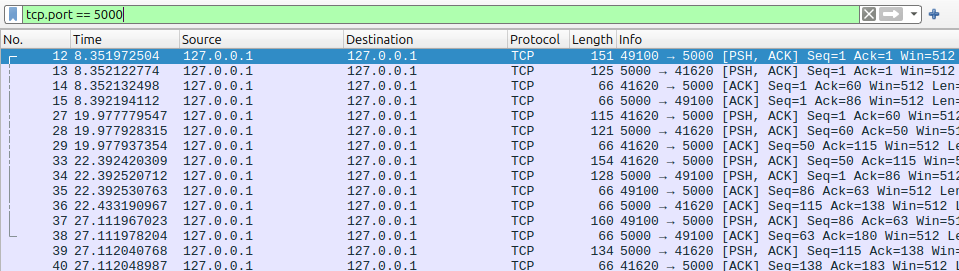 tcp.port == 5000
No. Time Source Destination Protocol Length Info
12 8.351972504 127.0.0.1 127.0.0.1 TCP 151 49100 → 5000 [PSH, ACK] Seq=1 Ack=1 Win=512
13 8.352122774 127.0.0.1 127.0.0.1 TCP 125 5000 → 41620 [PSH, ACK] Seq=1 Ack=1 Win=512
14 8.352132498 127.0.0.1 127.0.0.1 TCP 66 41620 → 5000 [ACK] Seq=1 Ack=60 Win=512 Len=
15 8.392194112 127.0.0.1 127.0.0.1 TCP 66 5000 → 49100 [ACK] Seq=1 Ack=86 Win=512 Len=
27 19.977779547 127.0.0.1 127.0.0.1 TCP 115 41620 → 5000 [PSH, ACK] Seq=1 Ack=60 Win=512
28 19.977928315 127.0.0.1 127.0.0.1 TCP 121 5000 → 41620 [PSH, ACK] Seq=60 Ack=50 Win=5
29 19.977937354 127.0.0.1 127.0.0.1 TCP 66 41620 → 5000 [ACK] Seq=50 Ack=115 Win=512 Le
33 22.392420309 127.0.0.1 127.0.0.1 TCP 154 41620 → 5000 [PSH, ACK] Seq=50 Ack=115 Win=5
34 22.392520712 127.0.0.1 127.0.0.1 TCP 128 5000 → 49100 [PSH, ACK] Seq=1 Ack=86 Win=512
35 22.392530763 127.0.0.1 127.0.0.1 TCP 66 49100 → 5000 [ACK] Seq=86 Ack=63 Win=512 Len
36 22.433190967 127.0.0.1 127.0.0.1 TCP 66 5000 → 41620 [ACK] Seq=115 Ack=138 Win=512 L
37 27.111967023 127.0.0.1 127.0.0.1 TCP 160 49100 → 5000 [PSH, ACK] Seq=86 Ack=63 Win=51
38 27.111978204 127.0.0.1 127.0.0.1 TCP 66 5000 → 49100 [ACK] Seq=63 Ack=180 Win=512 Le
39 27.112040768 127.0.0.1 127.0.0.1 TCP 134 5000 → 41620 [PSH, ACK] Seq=115 Ack=138 Win=
40 27.112048987 127.0.0.1 127.0.0.1 TCP 66 41620 → 5000 [ACK] Seq=138 Ack=183 Win=512 L